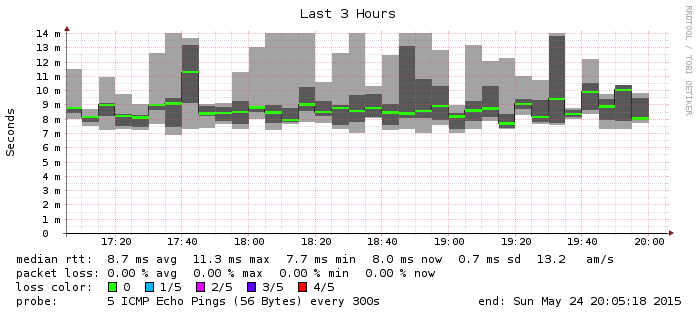 Last 3 Hours
RRDTOOL / TOBI OETIKER
Seconds
14 m
13 m
12 m
11 m
10 m
9 m
8 m
7 m
6 m
5 m
4 m
3 m
2 m
1 m
0
17:20 17:40 18:00 18:20 18:40 19:00 19:20 19:40 20:00
median rtt: 8.7 ms avg 11.3 ms max 7.7 ms min 8.0 ms now 0.7 ms sd 13.2 am/s
packet loss: 0.00 % avg 0.00 % max 0.00 % min 0.00 % now
loss color: 0 1/5 2/5 3/5 4/5
probe: 5 ICMP Echo Pings (56 Bytes) every 300s end: Sun May 24 20:05:18 2015